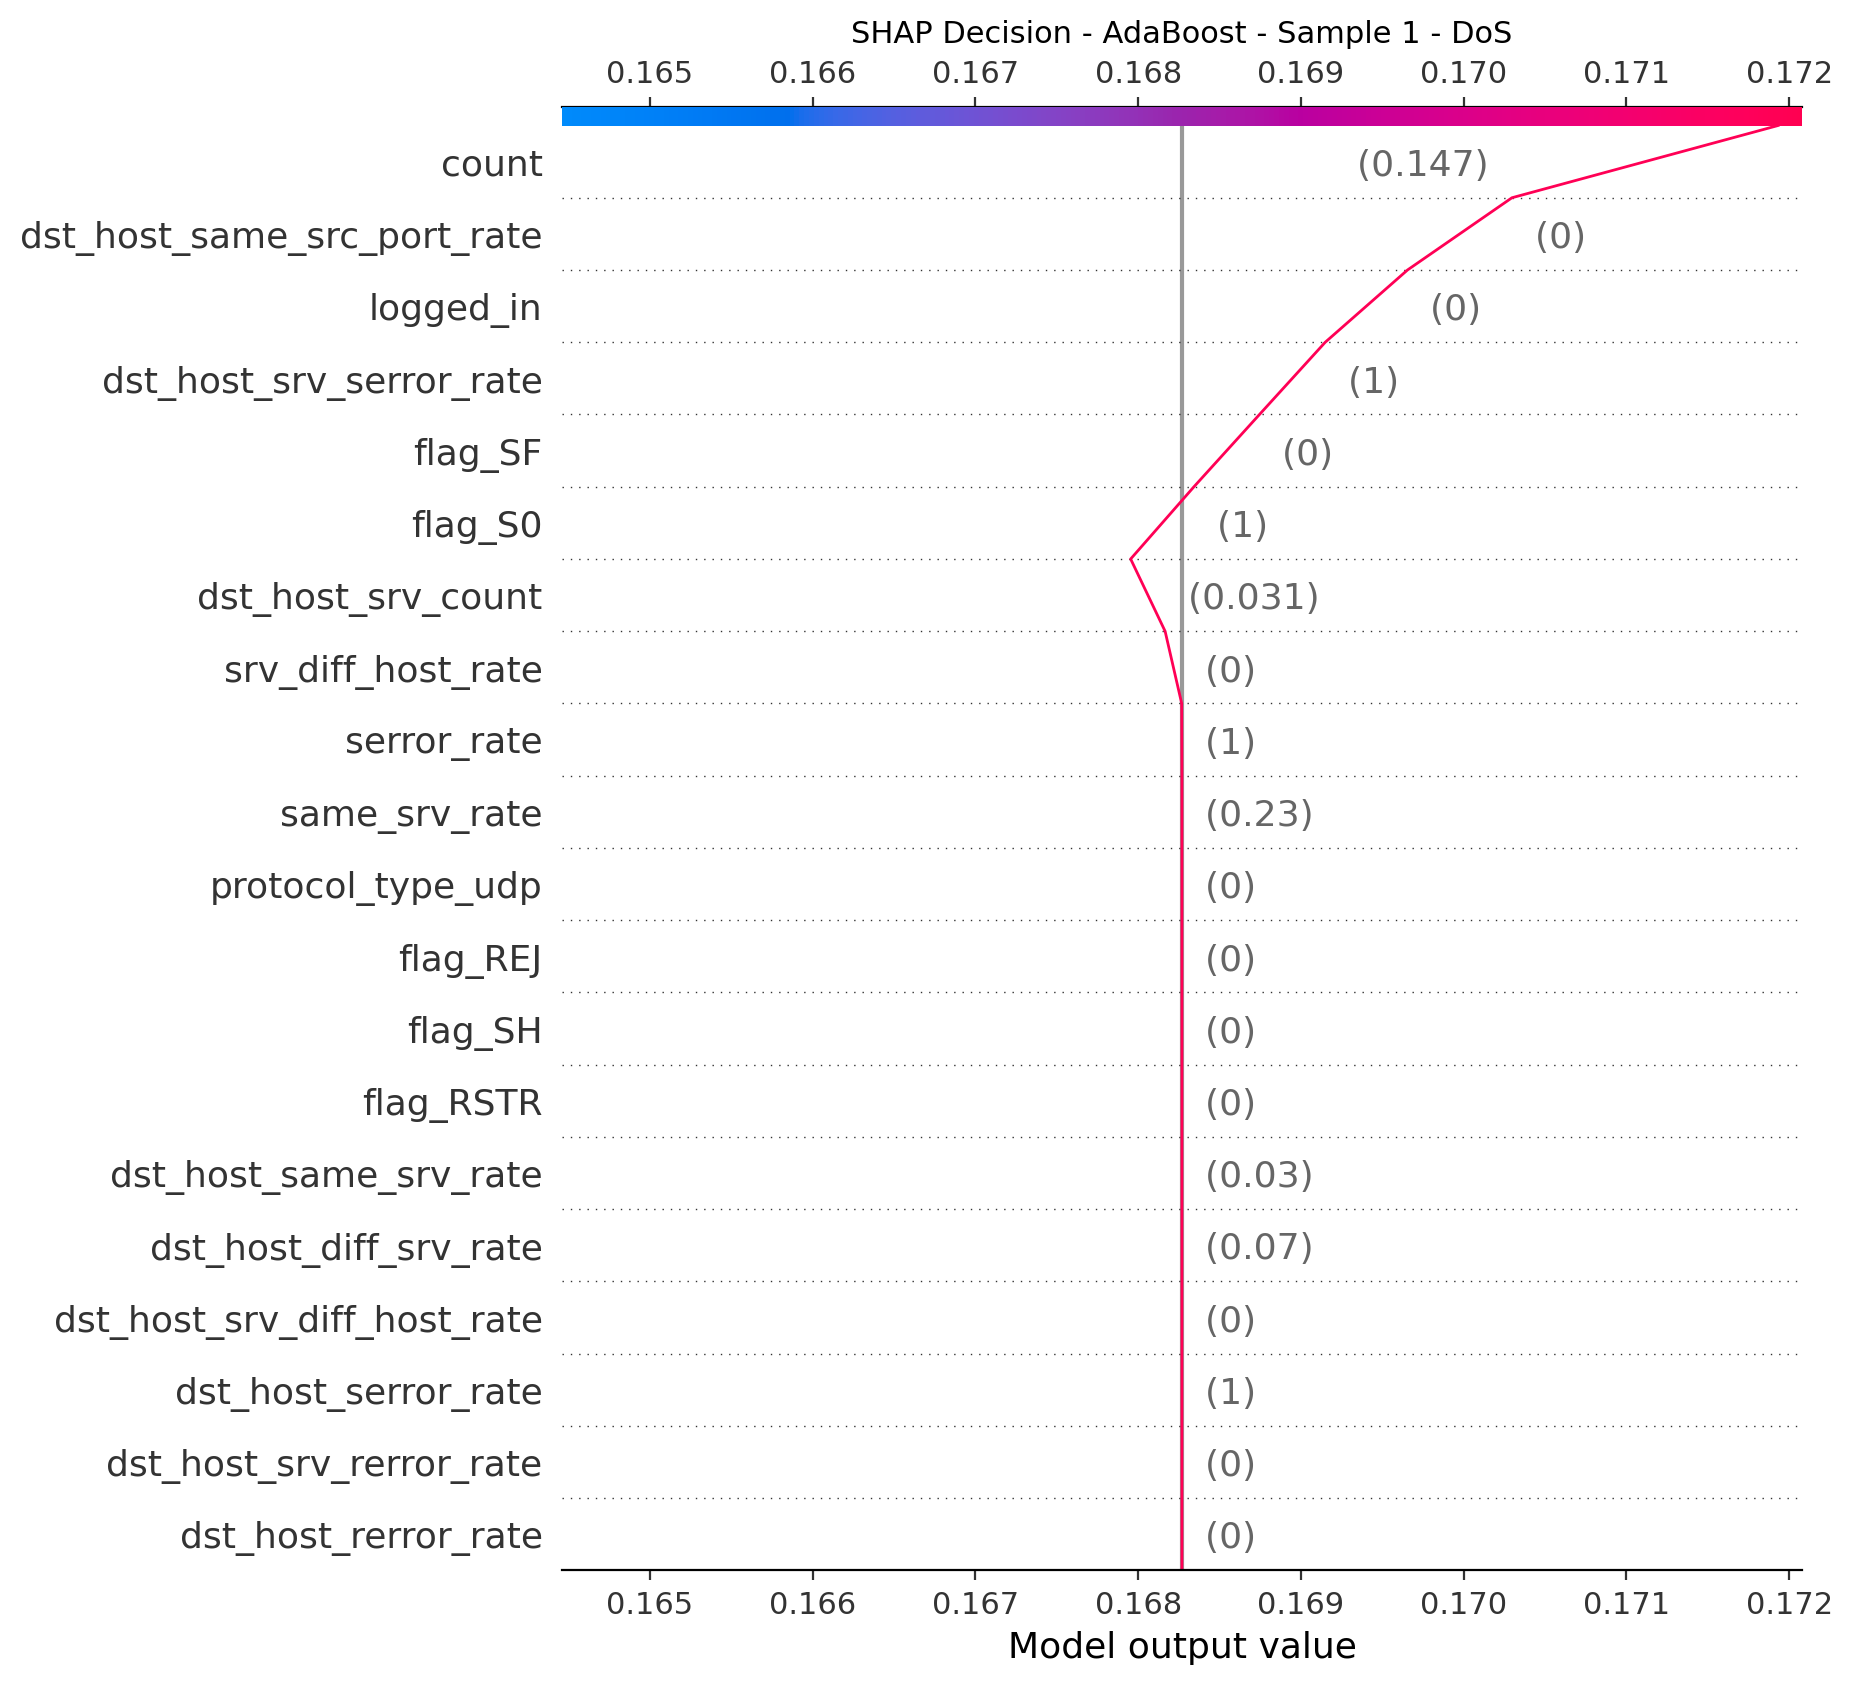 SHAP Decision - AdaBoost - Sample 1 - DoS
0.165 0.166 0.167 0.168 0.169 0.170 0.171 0.172
count (0.147)
dst_host_same_src_port_rate (0)
logged_in (0)
dst_host_srv_serror_rate (1)
flag_SF (0)
flag_S0 (1)
dst_host_srv_count (0.031)
srv_diff_host_rate (0)
serror_rate (1)
same_srv_rate (0.23)
protocol_type_udp (0)
flag_REJ (0)
flag_SH (0)
flag_RSTR (0)
dst_host_same_srv_rate (0.03)
dst_host_diff_srv_rate (0.07)
dst_host_srv_diff_host_rate (0)
dst_host_serror_rate (1)
dst_host_srv_rerror_rate (0)
dst_host_rerror_rate (0)
0.165 0.166 0.167 0.168 0.169 0.170 0.171 0.172
Model output value